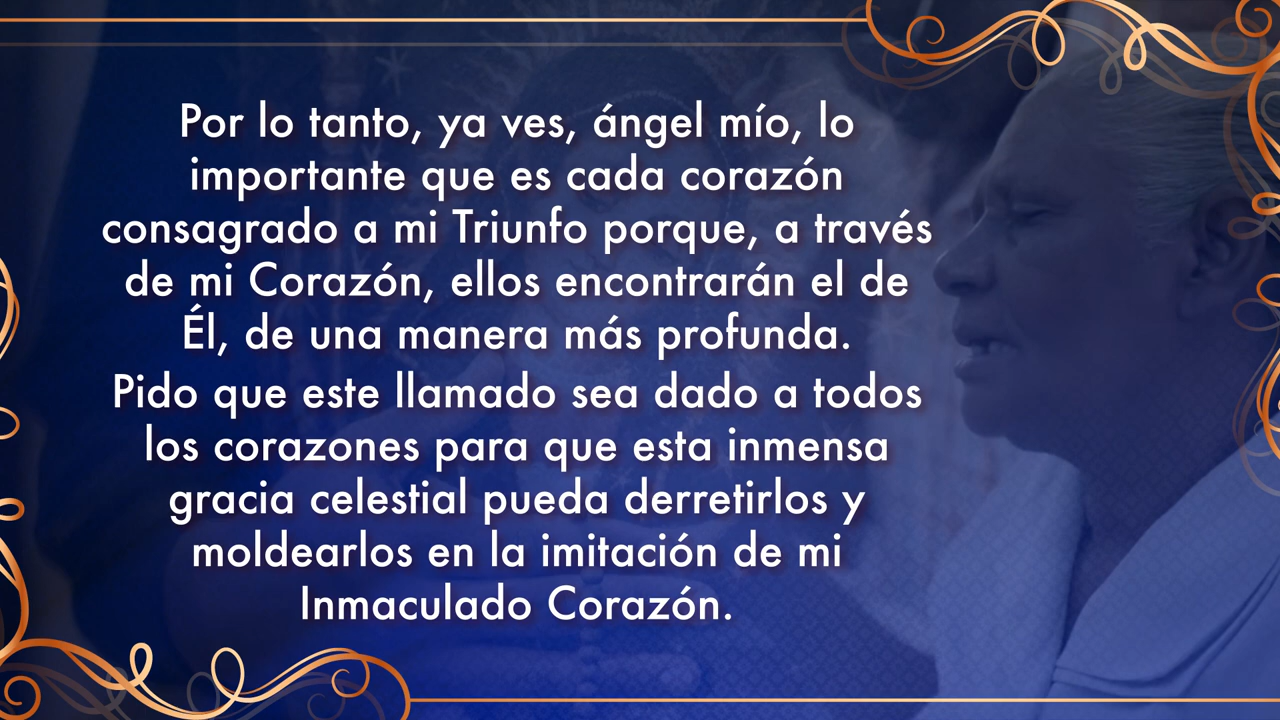 Por lo tanto, ya ves, ángel mío, lo
importante que es cada corazón
consagrado a mi Triunfo porque, a través
de mi Corazón, ellos encontrarán el de
Él, de una manera más profunda.
Pido que este llamado sea dado a todos
los corazones para que esta inmensa
gracia celestial pueda derretirlos y
moldearlos en la imitación de mi
Inmaculado Corazón.